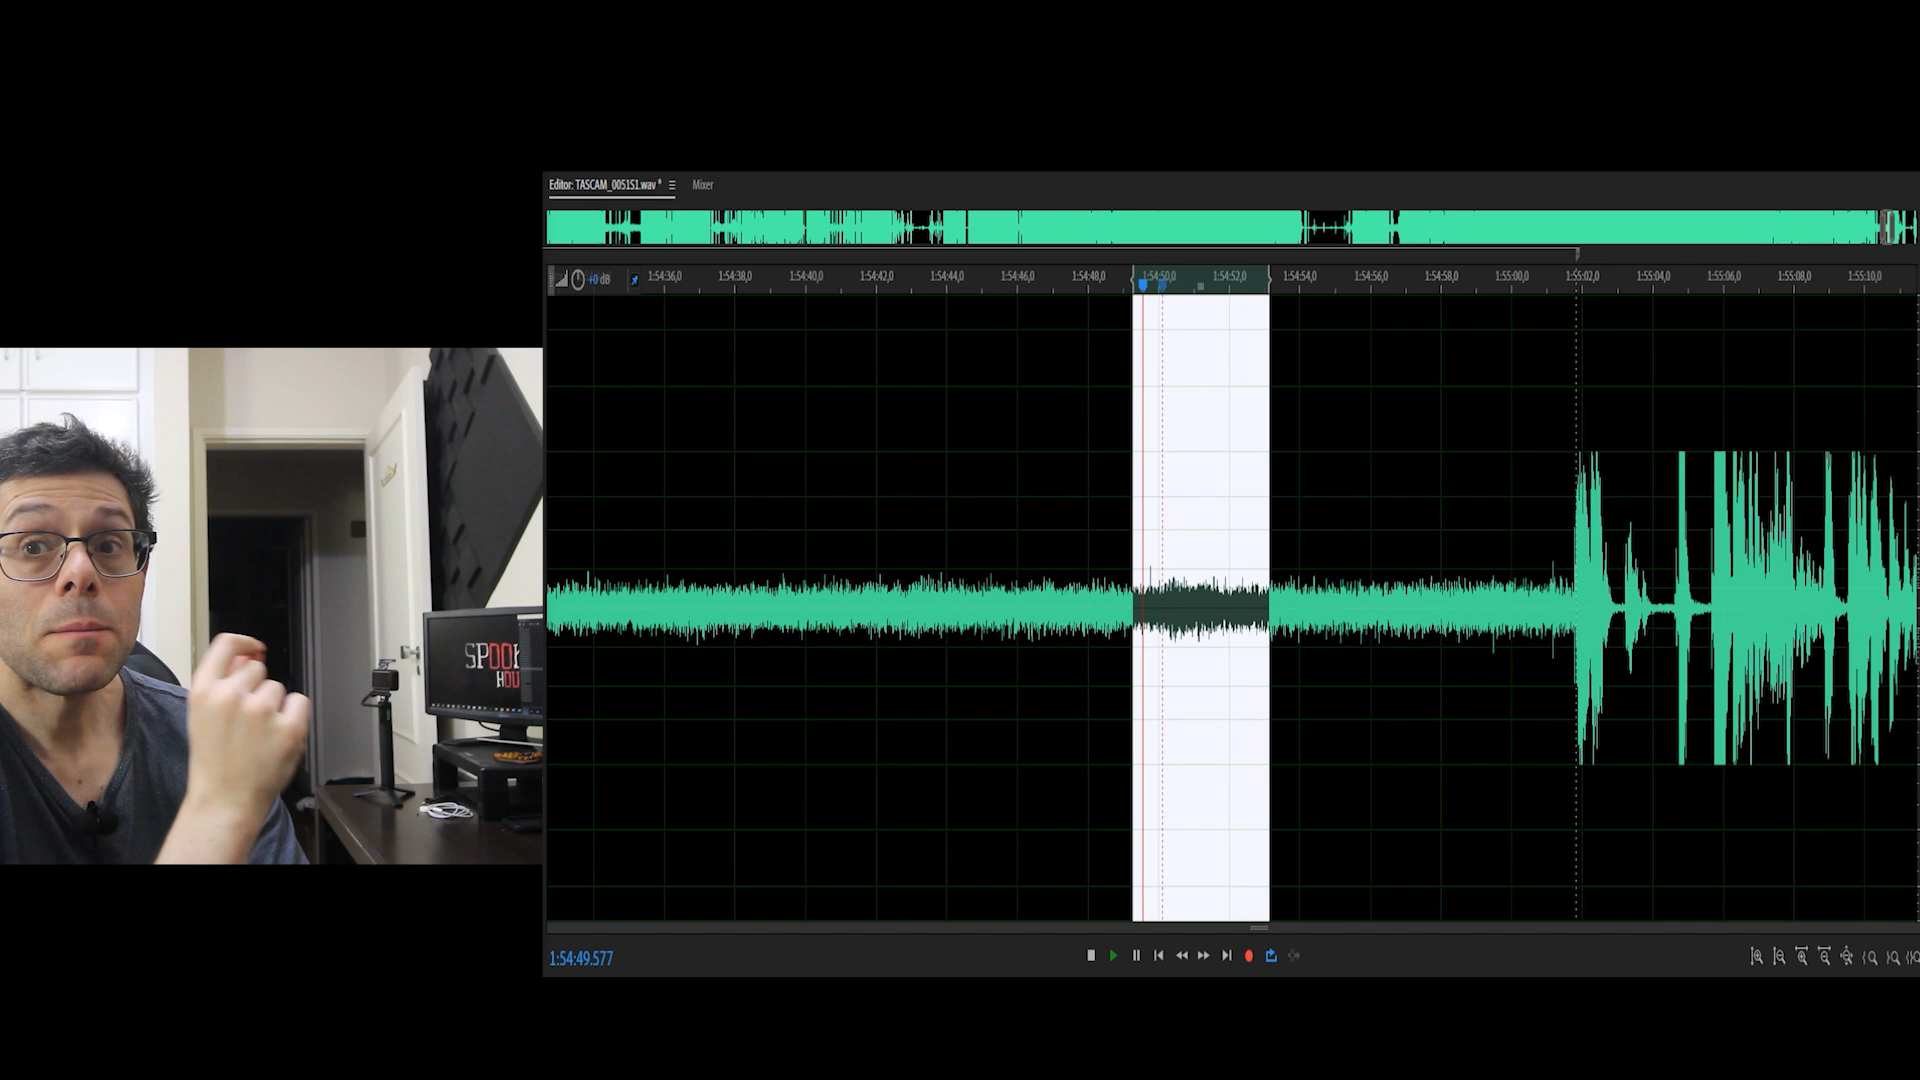 Editor: TASCAM_0051S1.wav * Mixer
+0 dB 1:54:36,0 1:54:38,0 1:54:40,0 1:54:42,0 1:54:44,0 1:54:46,0 1:54:48,0 1:54:50,0 1:54:52,0 1:54:54,0 1:54:56,0 1:54:58,0 1:55:00,0 1:55:02,0 1:55:04,0 1:55:06,0 1:55:08,0 1:55:10,0
SPOOK
HOU
1:54:49.577